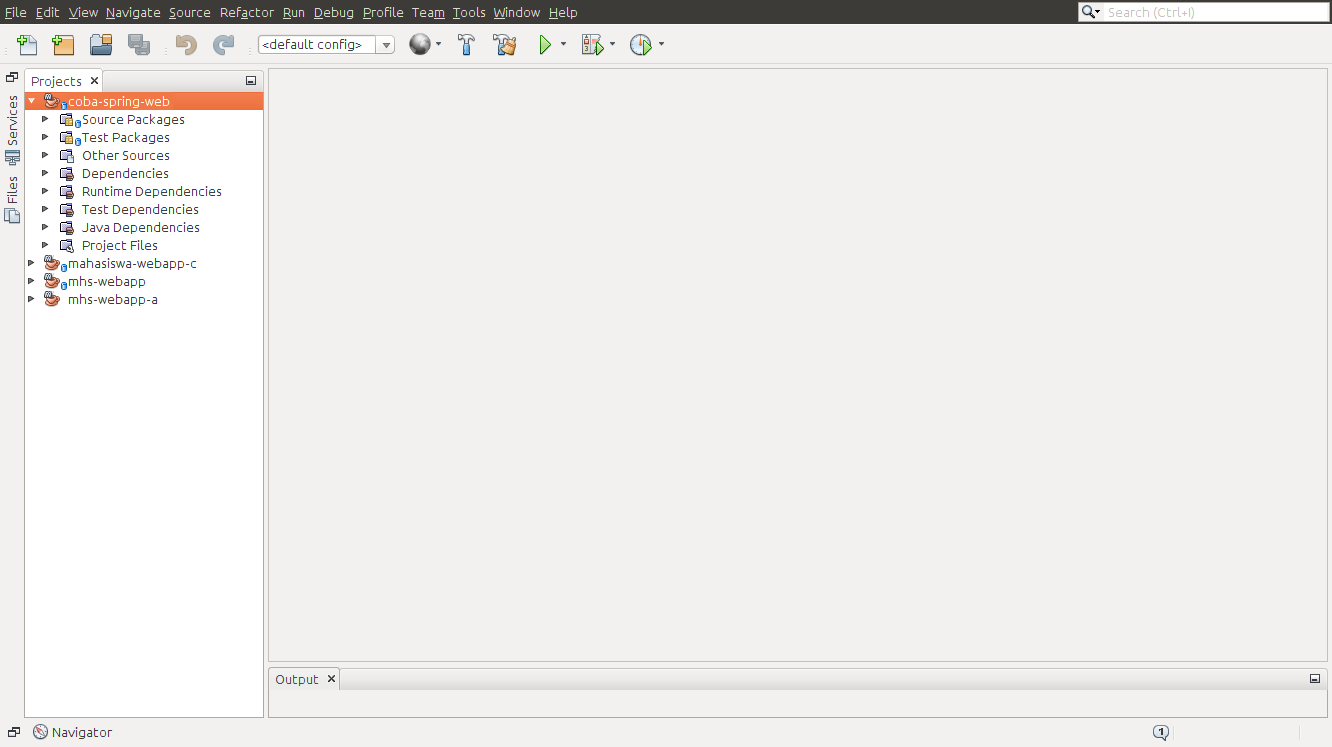 File Edit View Navigate Source Refactor Run Debug Profile Team Tools Window Help
Search (Ctrl+I)
<default config>
Projects
Services
Files
coba-spring-web
Source Packages
Test Packages
Other Sources
Dependencies
Runtime Dependencies
Test Dependencies
Java Dependencies
Project Files
mahasiswa-webapp-c
mhs-webapp
mhs-webapp-a
Output
Navigator
1